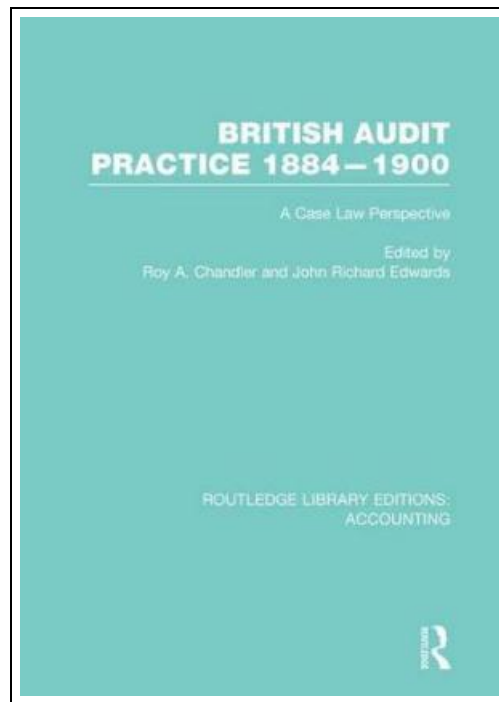 BRITISH AUDIT
PRACTICE 1884–1900
A Case Law Perspective
Edited by
Roy A. Chandler and John Richard Edwards
ROUTLEDGE LIBRARY EDITIONS:
ACCOUNTING
ROUTLEDGE